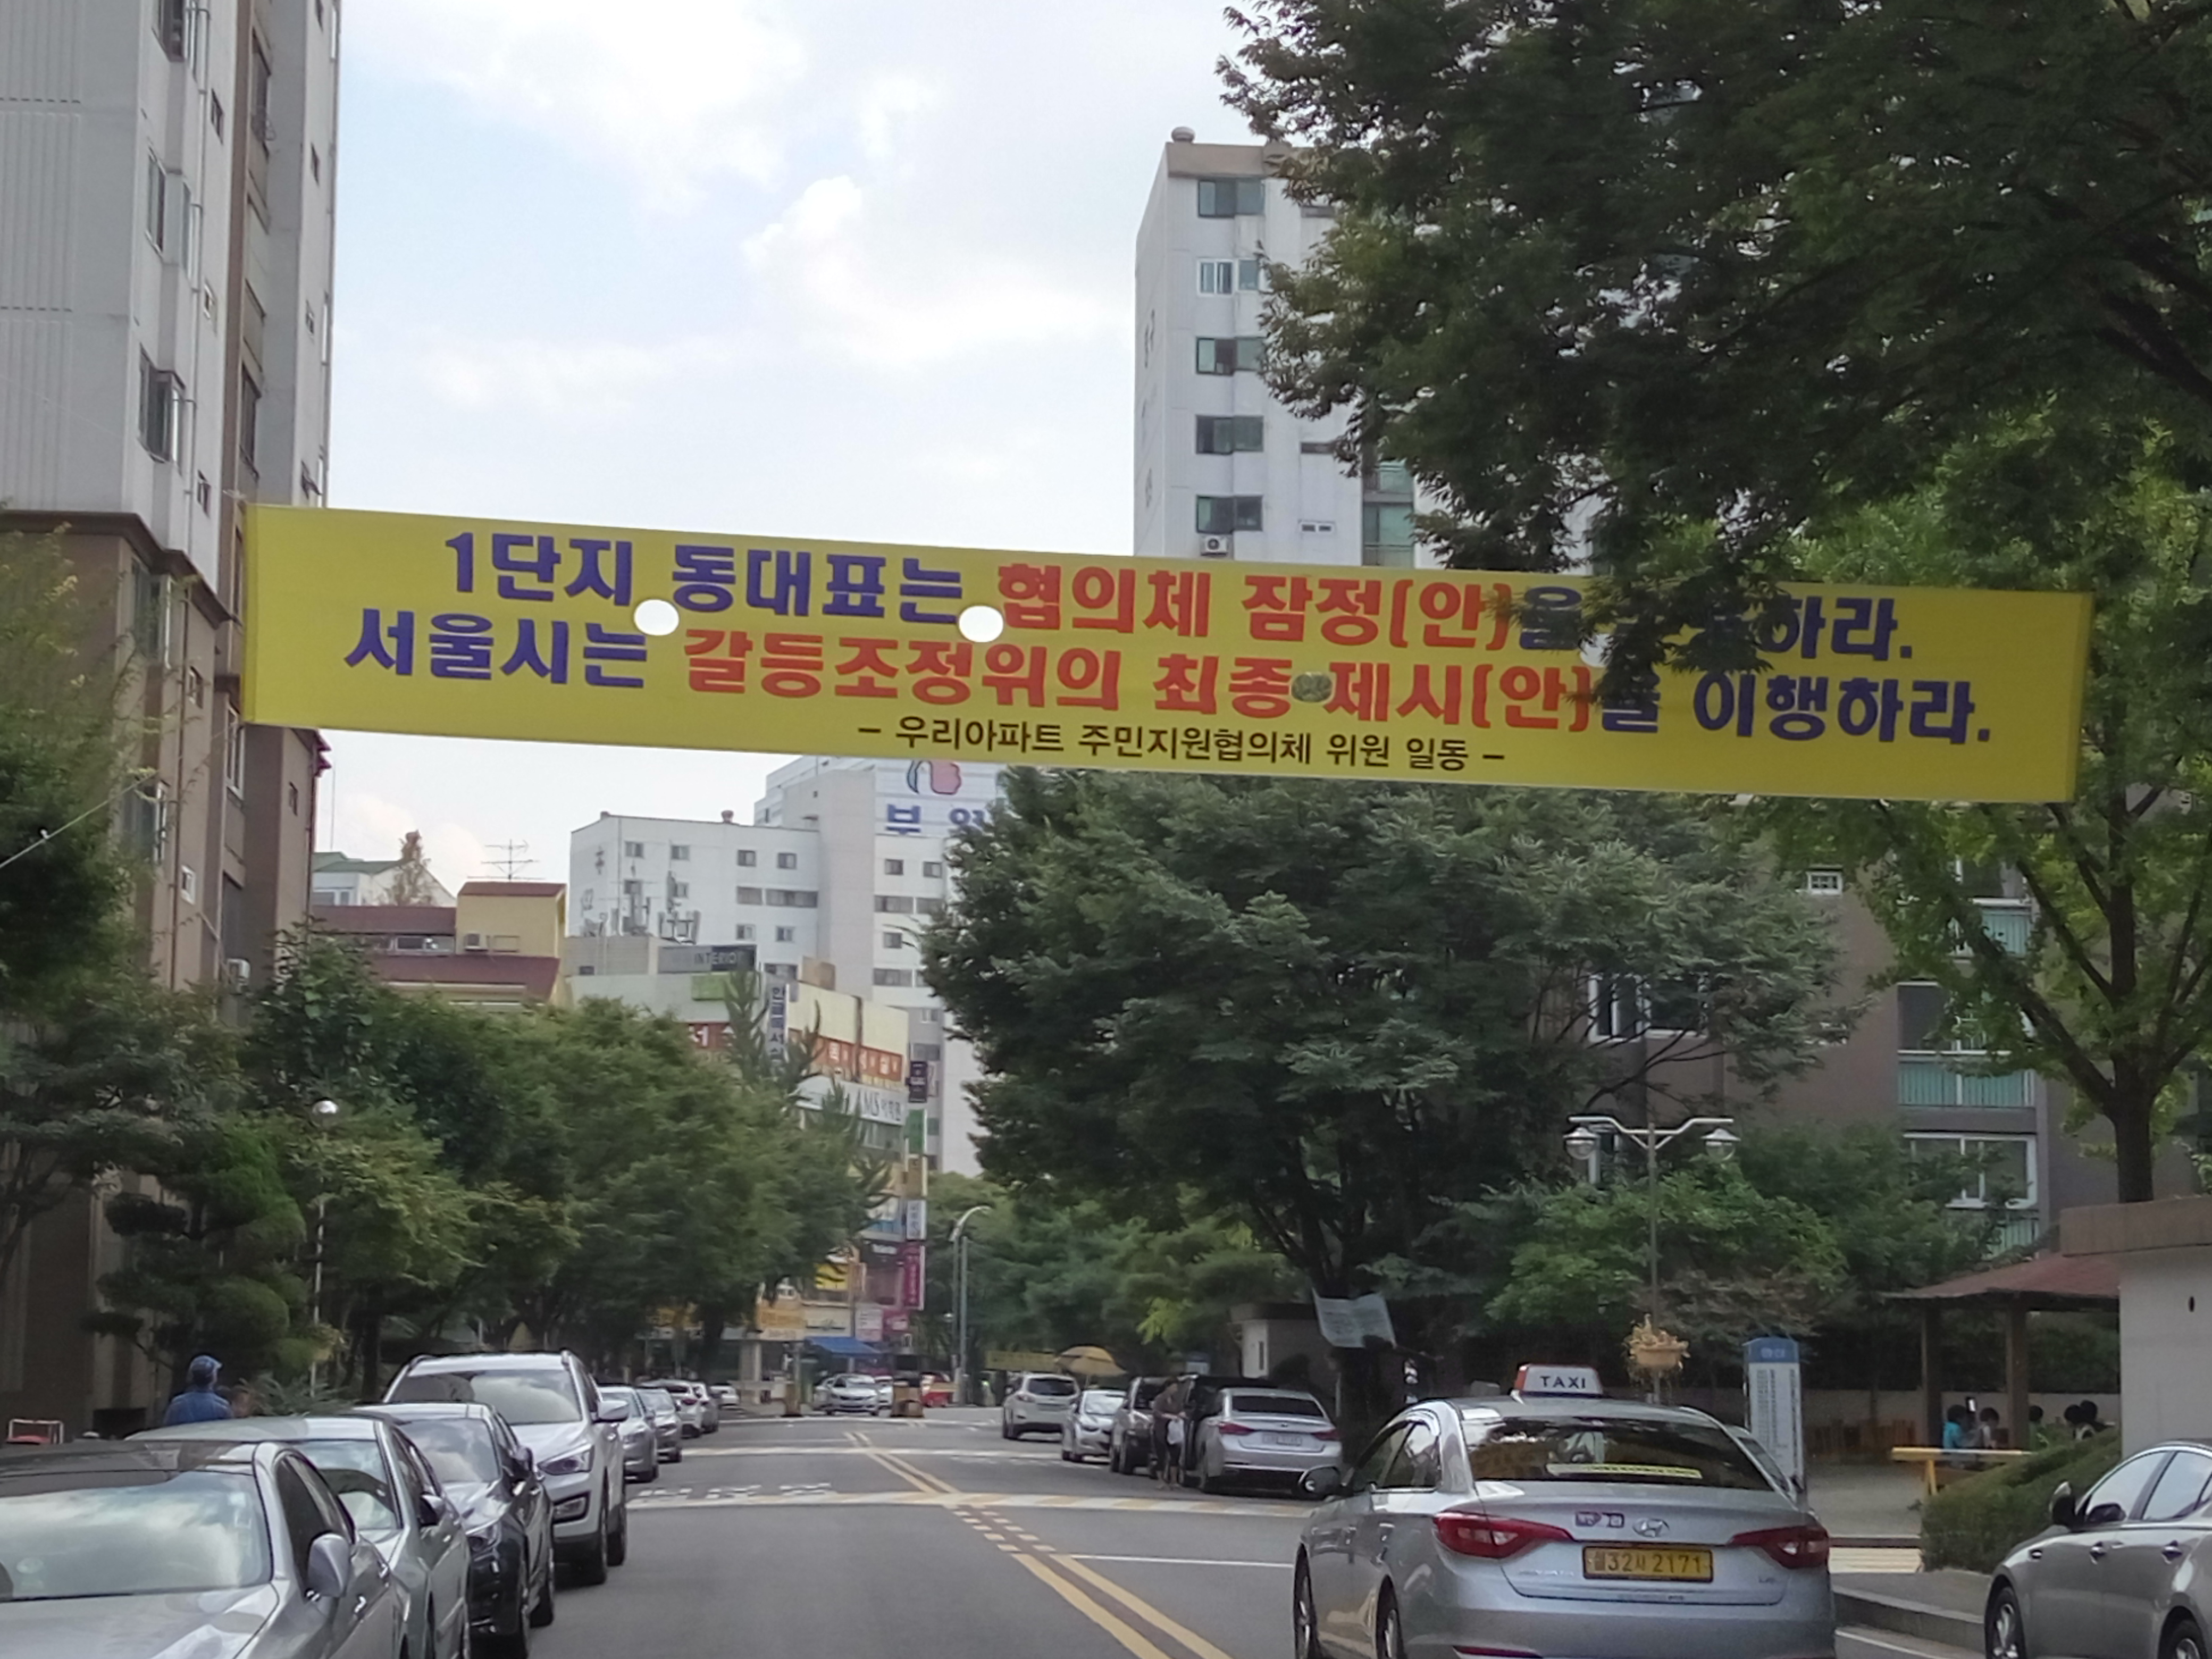 1단지 동대표는 협의체 잠정(안)을 하라.
서울시는 갈등조정위의 최종 제시(안)을 이행하라.
- 우리아파트 주민지원협의체 위원 일동 -
INTERIOR
TAXI
32사 2171